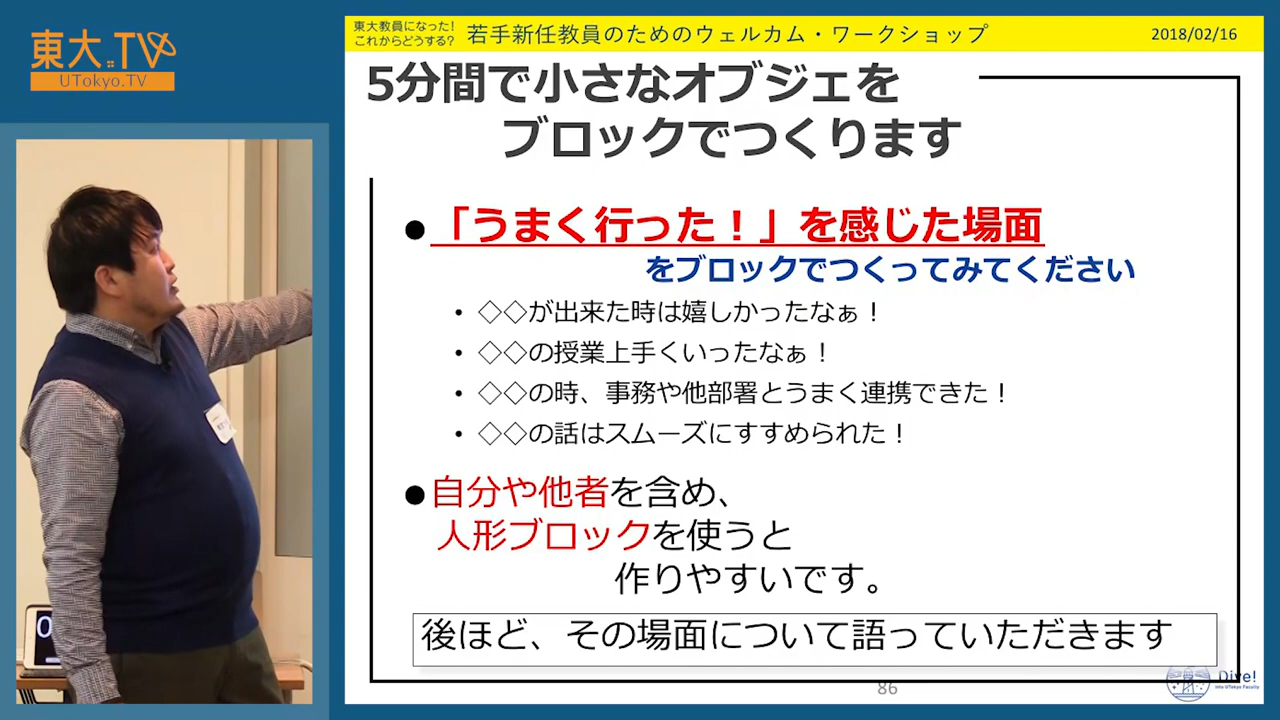 東大.TV
UTokyo.TV
東大教員になった!
これからどうする?
若手新任教員のためのウェルカム・ワークショップ
2018/02/16
5分間で小さなオブジェを
ブロックでつくります
●「うまく行った！」を感じた場面
をブロックでつくってみてください
• ◇◇が出来た時は嬉しかったなぁ！
• ◇◇の授業上手くいったなぁ！
• ◇◇の時、事務や他部署とうまく連携できた！
• ◇◇の話はスムーズにすすめられた！
●自分や他者を含め、
人形ブロックを使うと
作りやすいです。
後ほど、その場面について語っていただきます
86
Dive!
into UTokyo Faculty
0